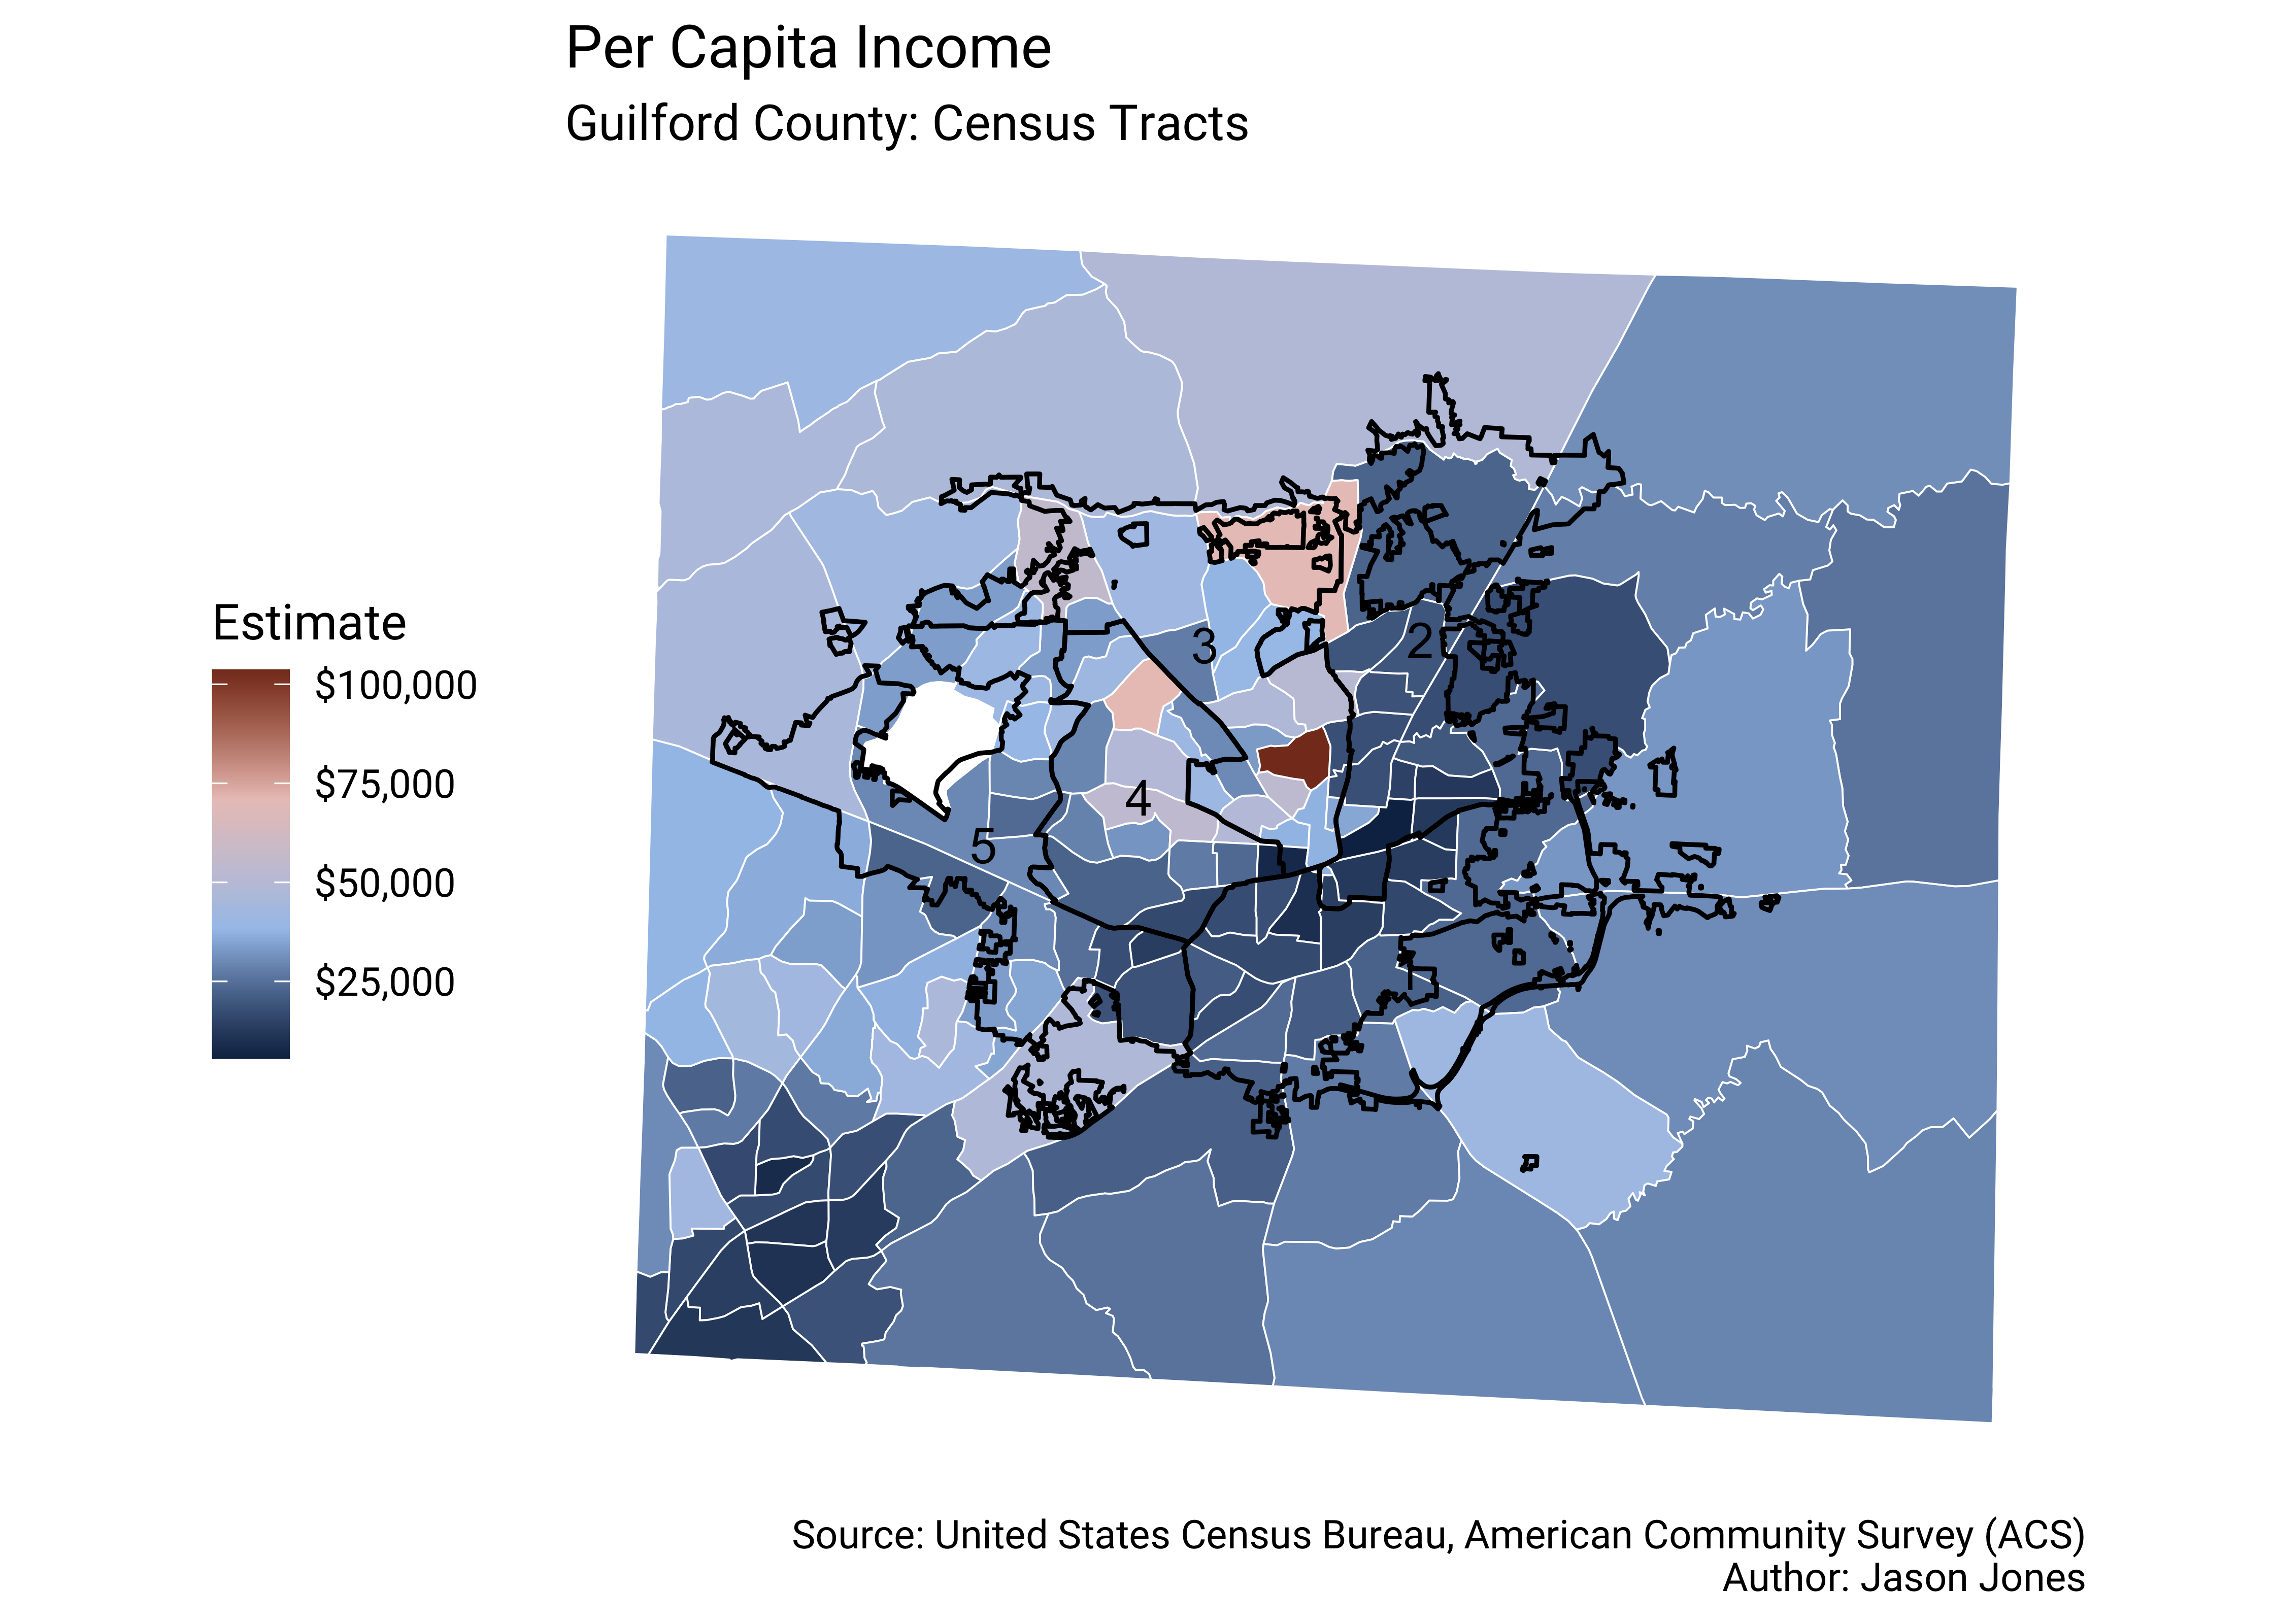 Per Capita Income
Guilford County: Census Tracts
Estimate
$100,000
$75,000
$50,000
$25,000
3
2
4
5
Source: United States Census Bureau, American Community Survey (ACS)
Author: Jason Jones